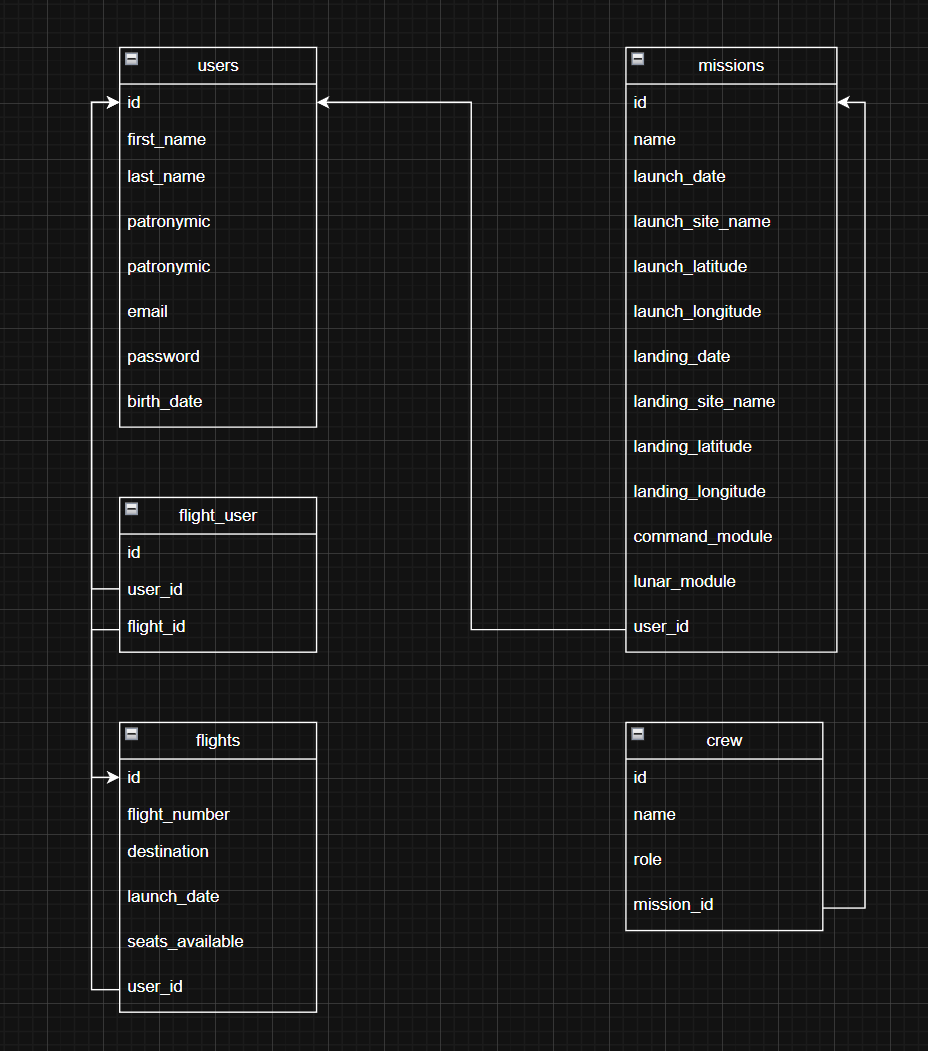 users
id
first_name
last_name
patronymic
patronymic
email
password
birth_date
flight_user
id
user_id
flight_id
flights
id
flight_number
destination
launch_date
seats_available
user_id
missions
id
name
launch_date
launch_site_name
launch_latitude
launch_longitude
landing_date
landing_site_name
landing_latitude
landing_longitude
command_module
lunar_module
user_id
crew
id
name
role
mission_id